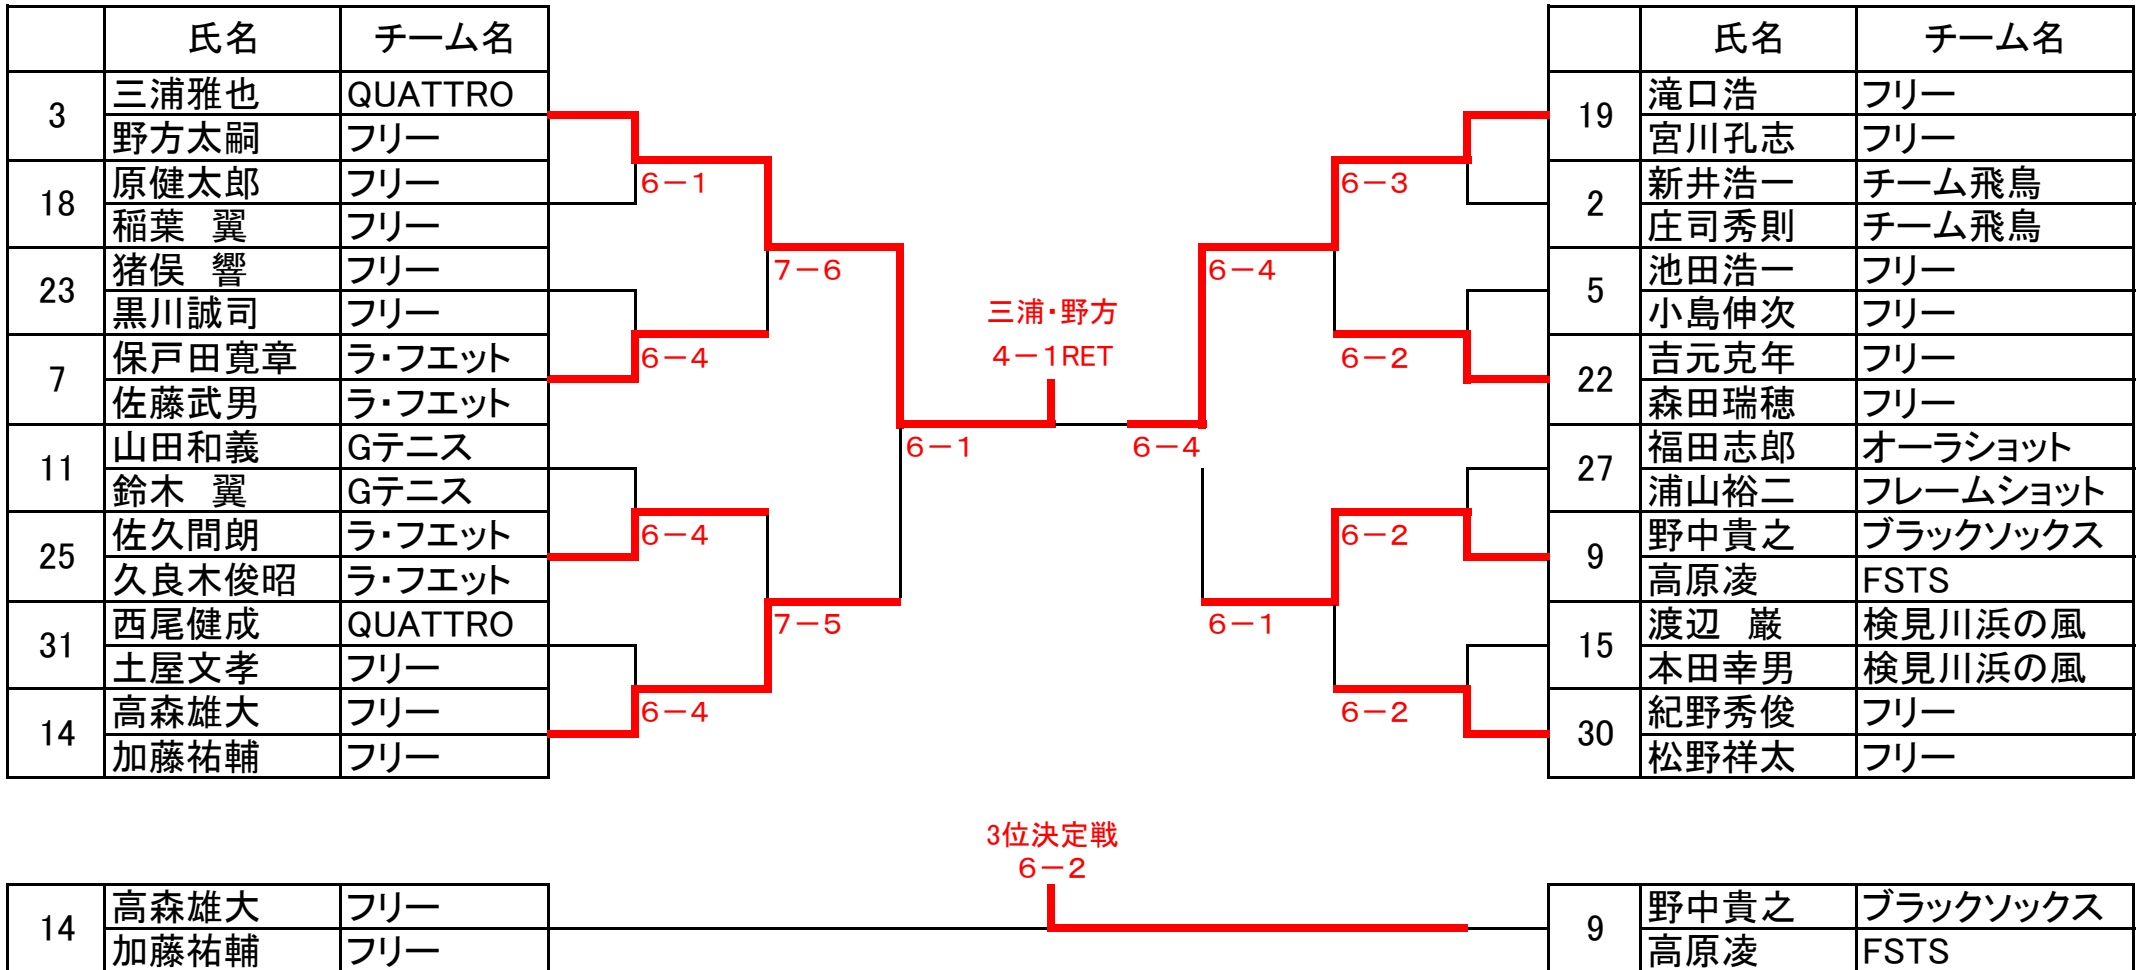 氏名 チーム名
3 三浦雅也 QUATTRO
野方太嗣 フリー
18 原健太郎 フリー
稲葉　翼 フリー
23 猪俣　響 フリー
黒川誠司 フリー
7 保戸田寛章 ラ・フエット
佐藤武男 ラ・フエット
11 山田和義 Gテニス
鈴木　翼 Gテニス
25 佐久間朗 ラ・フエット
久良木俊昭 ラ・フエット
31 西尾健成 QUATTRO
土屋文孝 フリー
14 高森雄大 フリー
加藤祐輔 フリー
6－1
6－4
6－4
6－4
7－6
7－5
6－1
三浦・野方
4－1RET
6－4
6－4
6－1
6－3
6－2
6－2
6－2
氏名 チーム名
19 滝口浩 フリー
宮川孔志 フリー
2 新井浩一 チーム飛鳥
庄司秀則 チーム飛鳥
5 池田浩一 フリー
小島伸次 フリー
22 吉元克年 フリー
森田瑞穂 フリー
27 福田志郎 オーラショット
浦山裕二 フレームショット
9 野中貴之 ブラックソックス
高原凌 FSTS
15 渡辺　巌 検見川浜の風
本田幸男 検見川浜の風
30 紀野秀俊 フリー
松野祥太 フリー
3位決定戦
6－2
14 高森雄大 フリー
加藤祐輔 フリー
9 野中貴之 ブラックソックス
高原凌 FSTS